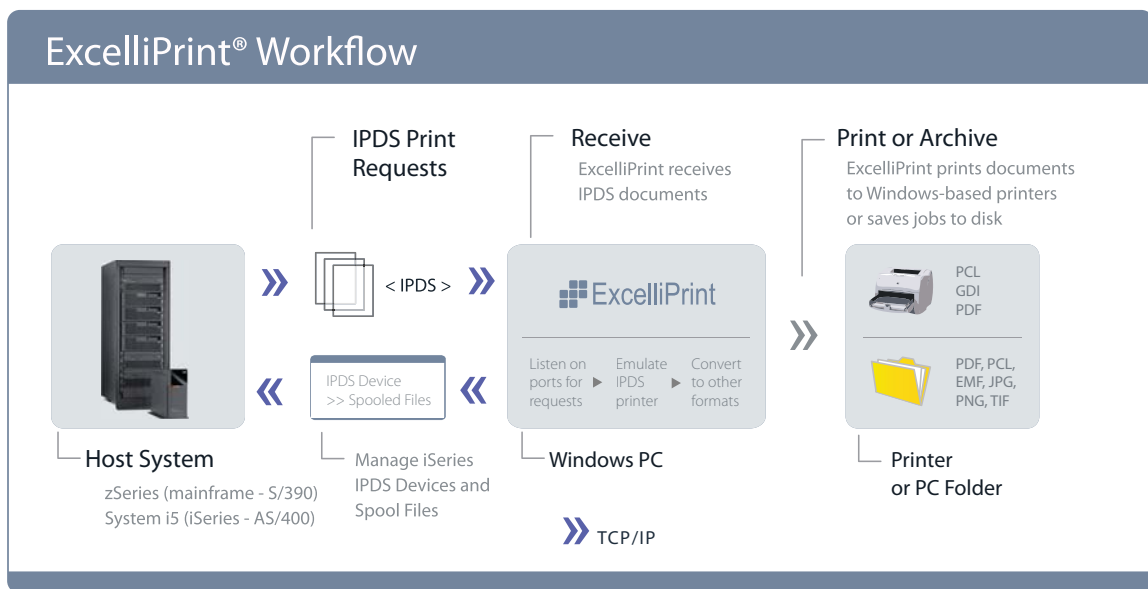 ExcelliPrint® Workflow
IPDS Print
Requests
Receive
ExcelliPrint receives
IPDS documents
Print or Archive
ExcelliPrint prints documents
to Windows-based printers
or saves jobs to disk
< IPDS >
ExcelliPrint
PCL
GDI
PDF
IPDS Device
>> Spooled Files
Listen on
ports for
requests
Emulate
IPDS
printer
Convert
to other
formats
PDF, PCL,
EMF, JPG,
PNG, TIF
Host System
zSeries (mainframe - S/390)
System i5 (iSeries - AS/400)
Manage iSeries
IPDS Devices and
Spool Files
Windows PC
Printer
or PC Folder
TCP/IP